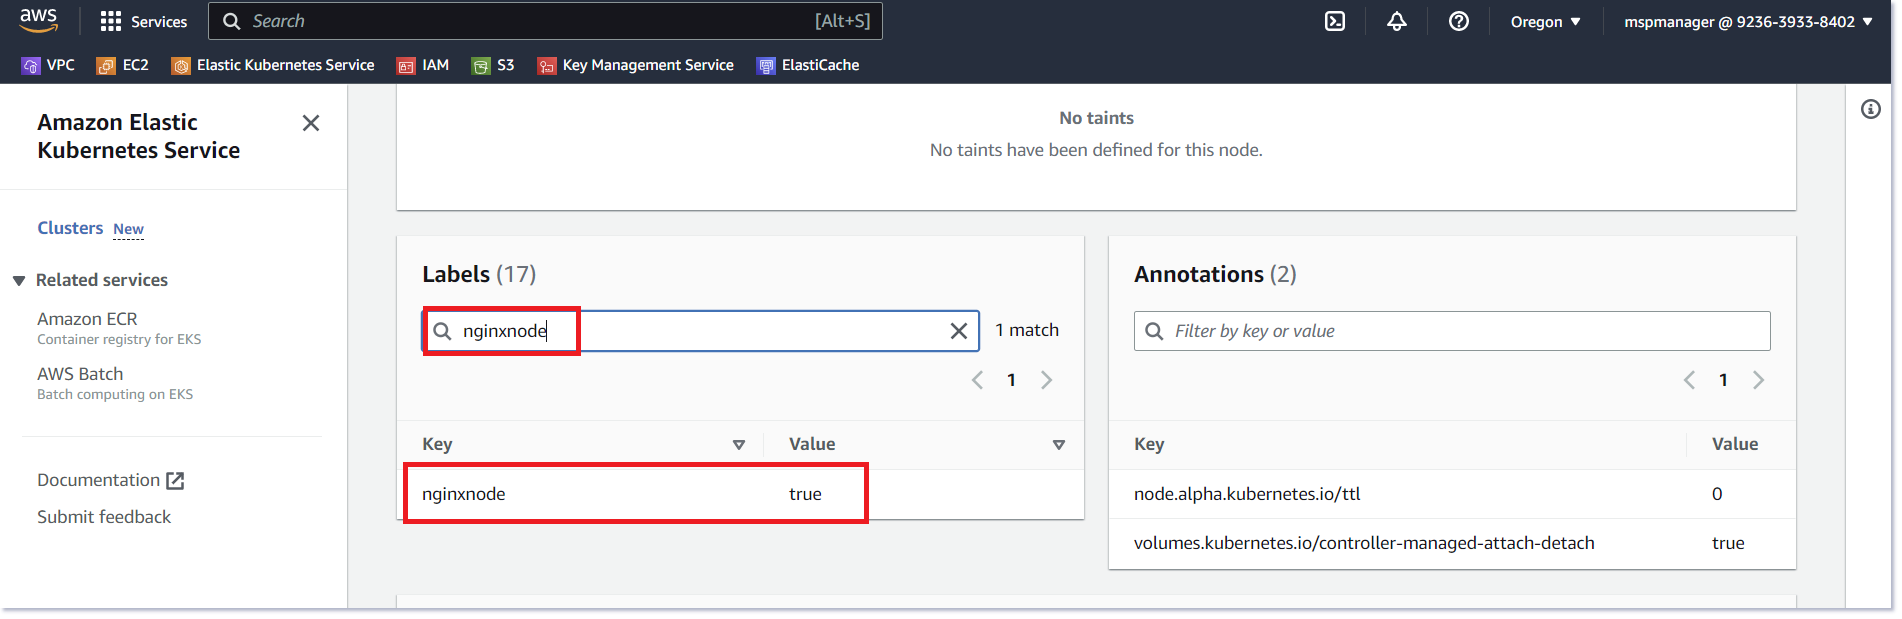 aws
Services
Search [Alt+S]
Oregon
mspmanager @ 9236-3933-8402
VPC
EC2
Elastic Kubernetes Service
IAM
S3
Key Management Service
ElastiCache
Amazon Elastic
Kubernetes Service
Clusters New
Related services
Amazon ECR
Container registry for EKS
AWS Batch
Batch computing on EKS
Documentation
Submit feedback
No taints
No taints have been defined for this node.
Labels (17)
nginxnode
1 match
1
Key Value
nginxnode true
Annotations (2)
Filter by key or value
1
Key Value
node.alpha.kubernetes.io/ttl 0
volumes.kubernetes.io/controller-managed-attach-detach true